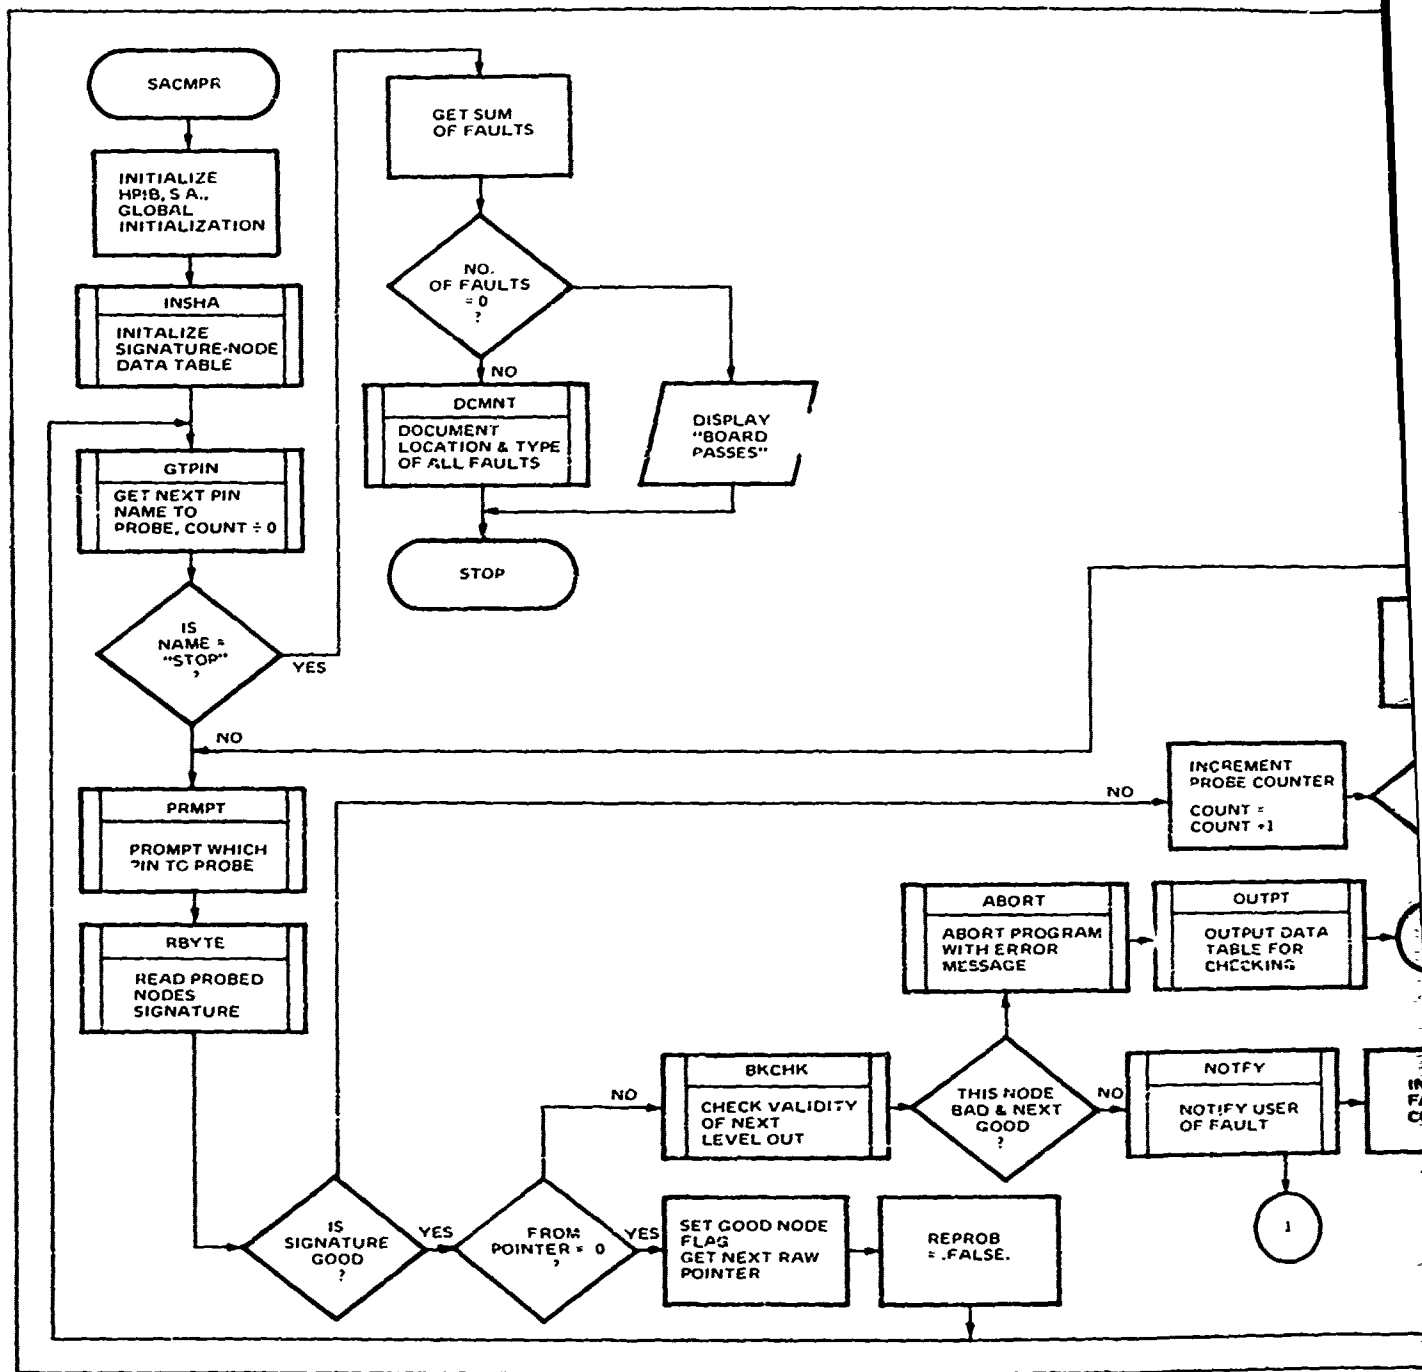 SACMPR
INITIALIZE
HPIB, S A.,
GLOBAL
INITIALIZATION
INSHA
INITALIZE
SIGNATURE-NODE
DATA TABLE
GTPIN
GET NEXT PIN
NAME TO
PROBE, COUNT = 0
IS
NAME =
"STOP"
?
YES
NO
PRMPT
PROMPT WHICH
PIN TO PROBE
RBYTE
READ PROBED
NODES
SIGNATURE
GET SUM
OF FAULTS
NO.
OF FAULTS
= 0
?
NO
DCMNT
DOCUMENT
LOCATION & TYPE
OF ALL FAULTS
DISPLAY
"BOARD
PASSES"
STOP
IS
SIGNATURE
GOOD
?
YES
NO
INCREMENT
PROBE COUNTER
COUNT =
COUNT +1
FROM
POINTER = 0
?
NO
YES
BKCHK
CHECK VALIDITY
OF NEXT
LEVEL OUT
THIS NODE
BAD & NEXT
GOOD
?
ABORT
ABORT PROGRAM
WITH ERROR
MESSAGE
OUTPT
OUTPUT DATA
TABLE FOR
CHECKING
NO
NOTFY
NOTIFY USER
OF FAULT
1
SET GOOD NODE
FLAG
GET NEXT RAW
POINTER
REPROB
= .FALSE.